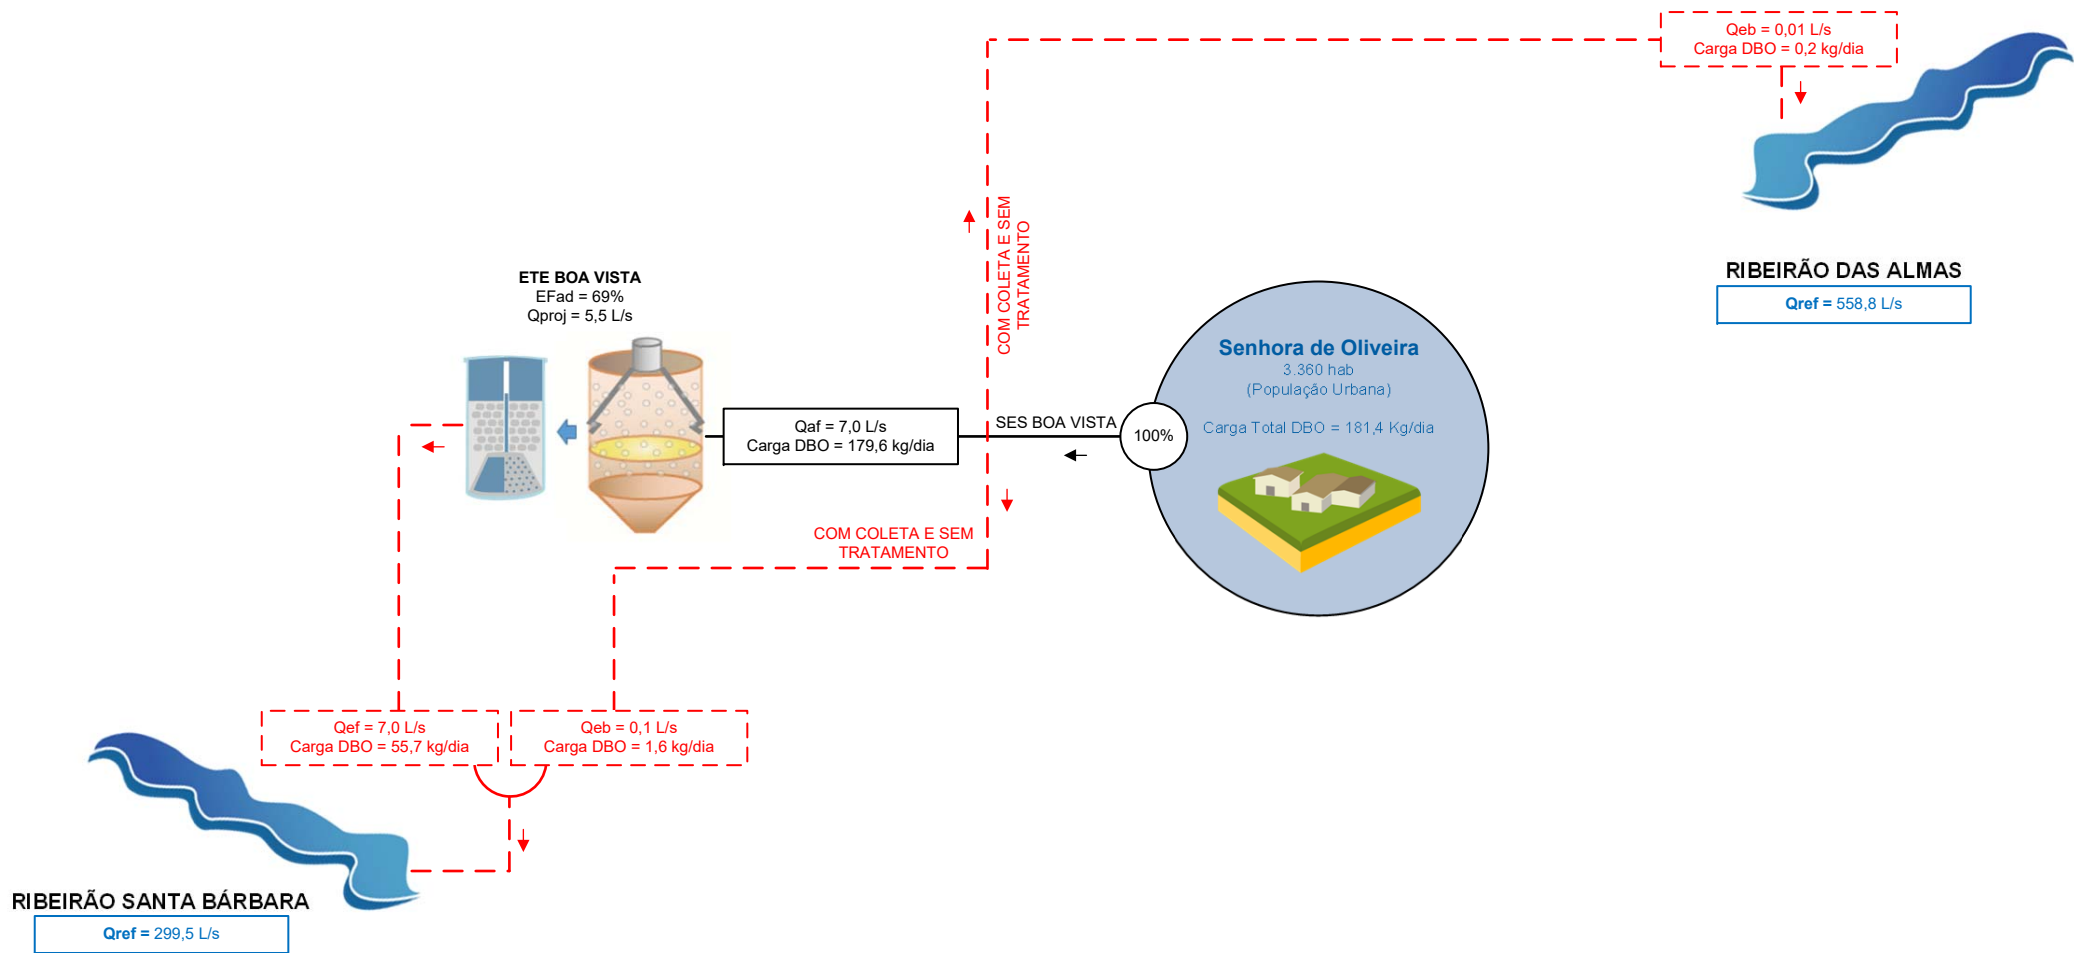 Qeb = 0,01 L/s
Carga DBO = 0,2 kg/dia
RIBEIRÃO DAS ALMAS
Qref = 558,8 L/s
COM COLETA E SEM
TRATAMENTO
ETE BOA VISTA
EFad = 69%
Qproj = 5,5 L/s
Qaf = 7,0 L/s
Carga DBO = 179,6 kg/dia
SES BOA VISTA
100%
Senhora de Oliveira
3.360 hab
(População Urbana)
Carga Total DBO = 181,4 Kg/dia
COM COLETA E SEM
TRATAMENTO
Qef = 7,0 L/s
Carga DBO = 55,7 kg/dia
Qeb = 0,1 L/s
Carga DBO = 1,6 kg/dia
RIBEIRÃO SANTA BÁRBARA
Qref = 299,5 L/s